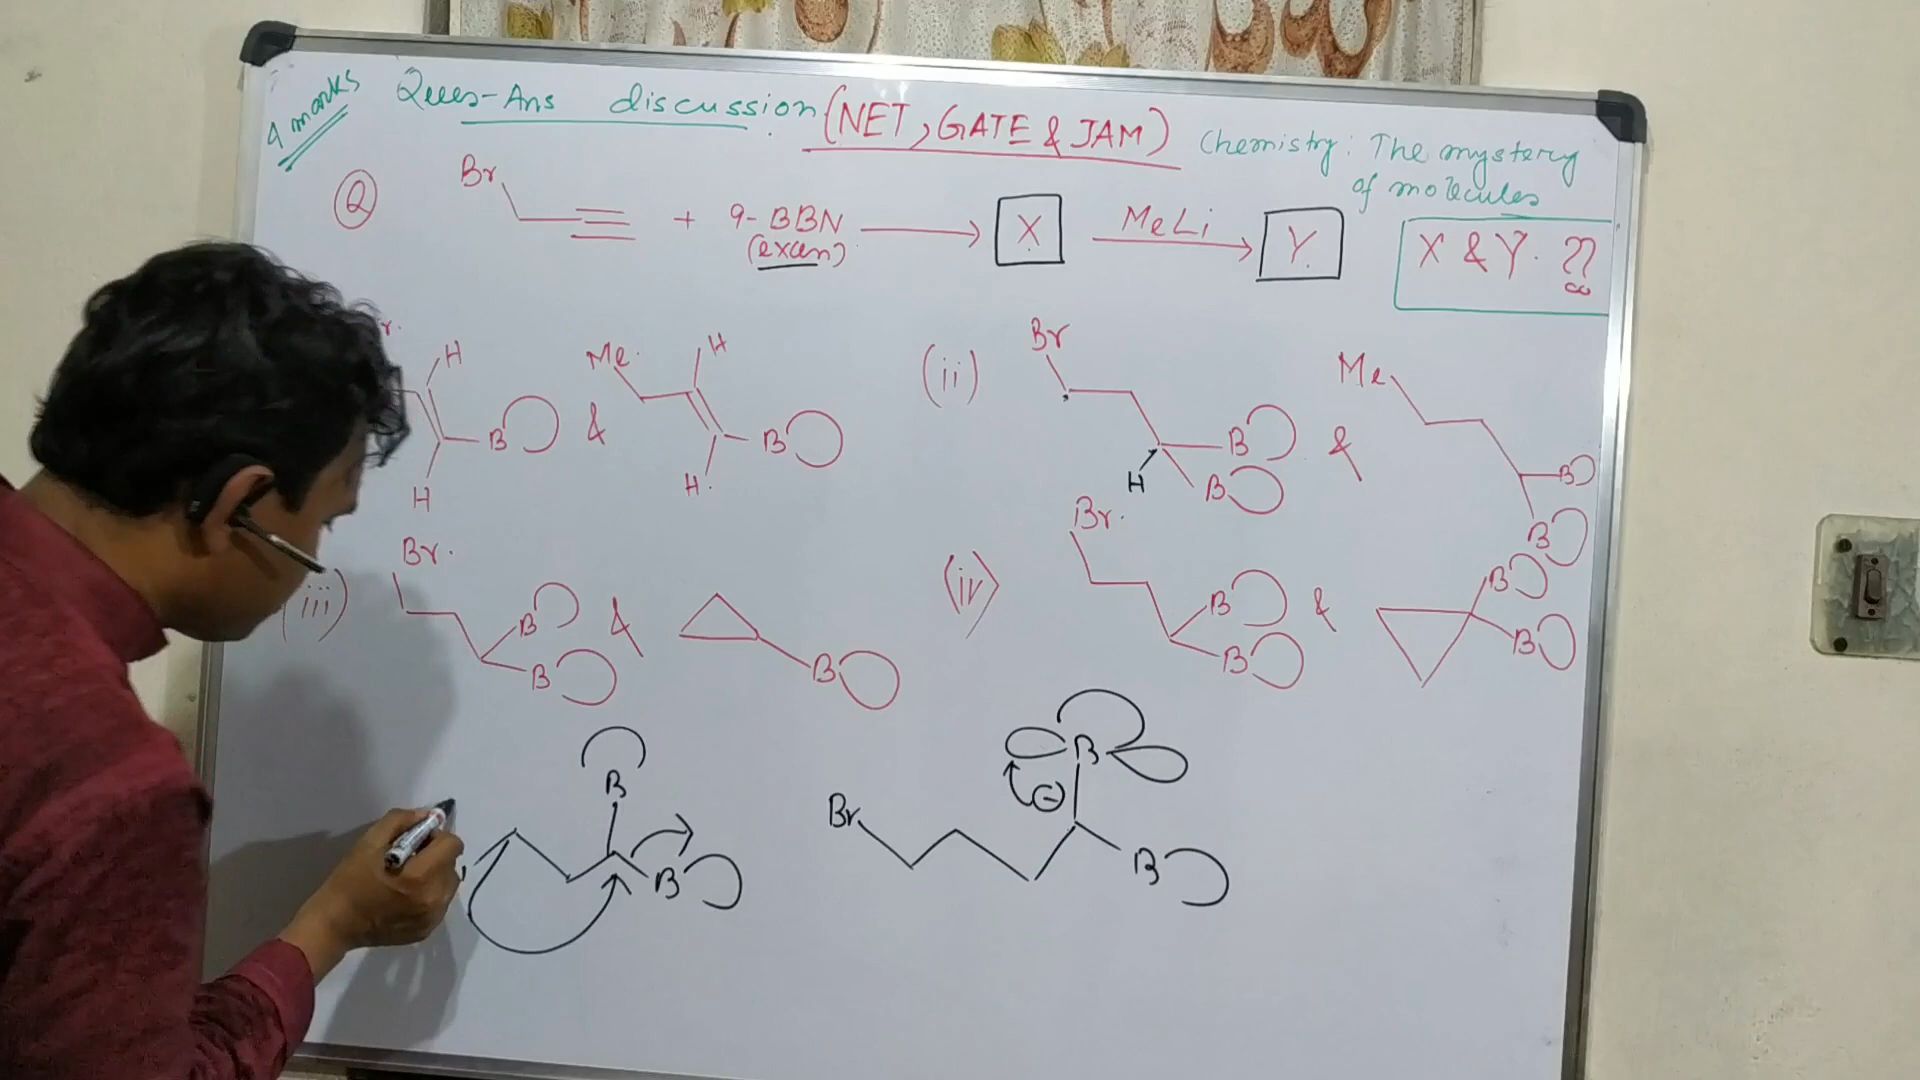 4 marks
Ques-Ans discussion (NET, GATE & JAM)
Chemistry: The mystery
of molecules
Q
Br
+ 9-BBN
X
MeLi
Y
X & Y. ??
H
B
H
&
Me
H
B
H
(ii)
Br
B
B
H
&
Me
B
B
(iii)
Br
B
B
&
B
(iv)
Br
B
B
&
B
B
B
B
Br
B
B